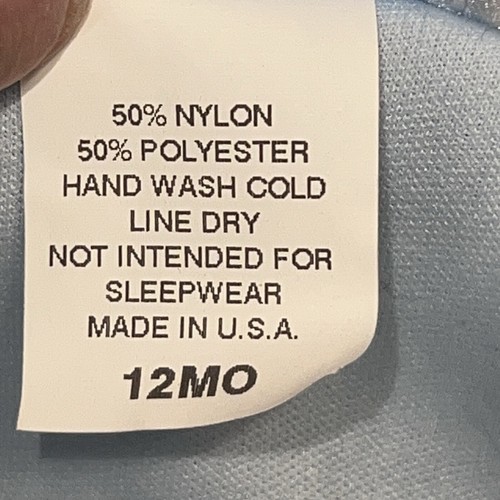 50% NYLON
50% POLYESTER
HAND WASH COLD
LINE DRY
NOT INTENDED FOR
SLEEPWEAR
MADE IN U.S.A.
12MO